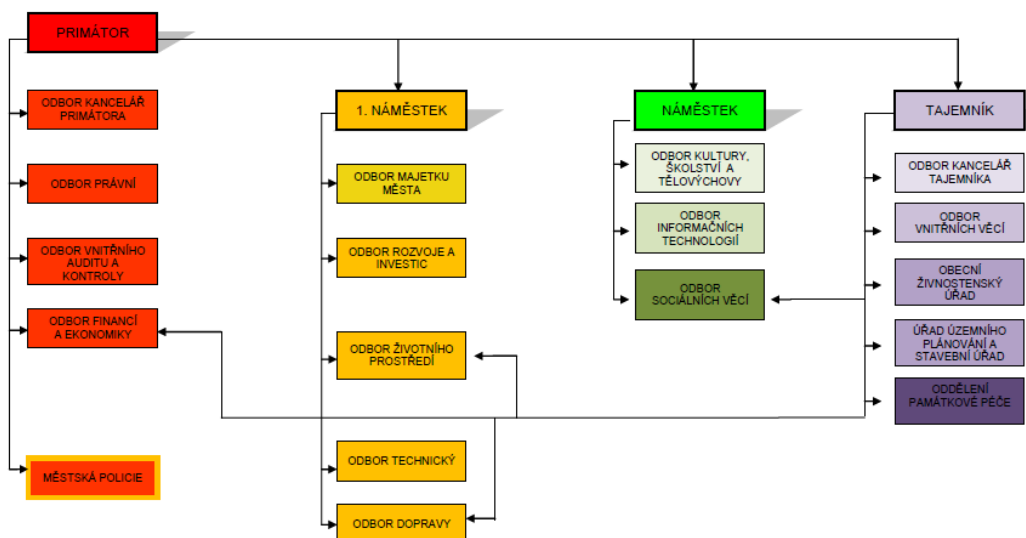 PRIMÁTOR
ODBOR KANCELÁŘ
PRIMÁTORA
ODBOR PRÁVNÍ
ODBOR VNITŘNÍHO
AUDITU A
KONTROLY
ODBOR FINANCÍ
A EKONOMIKY
MĚSTSKÁ POLICIE
1. NÁMĚSTEK
ODBOR MAJETKU
MĚSTA
ODBOR ROZVOJE A
INVESTIC
ODBOR ŽIVOTNÍHO
PROSTŘEDÍ
ODBOR TECHNICKÝ
ODBOR DOPRAVY
NÁMĚSTEK
ODBOR KULTURY,
ŠKOLSTVÍ A
TĚLOVÝCHOVY
ODBOR
INFORMAČNÍCH
TECHNOLOGIÍ
ODBOR
SOCIÁLNÍCH VĚCÍ
TAJEMNÍK
ODBOR KANCELÁŘ
TAJEMNÍKA
ODBOR
VNITŘNÍCH VĚCÍ
OBECNÍ
ŽIVNOSTENSKÝ
ÚŘAD
ÚŘAD ÚZEMNÍHO
PLÁNOVÁNÍ A
STAVEBNÍ ÚŘAD
ODDĚLENÍ
PAMÁTKOVÉ PÉČE